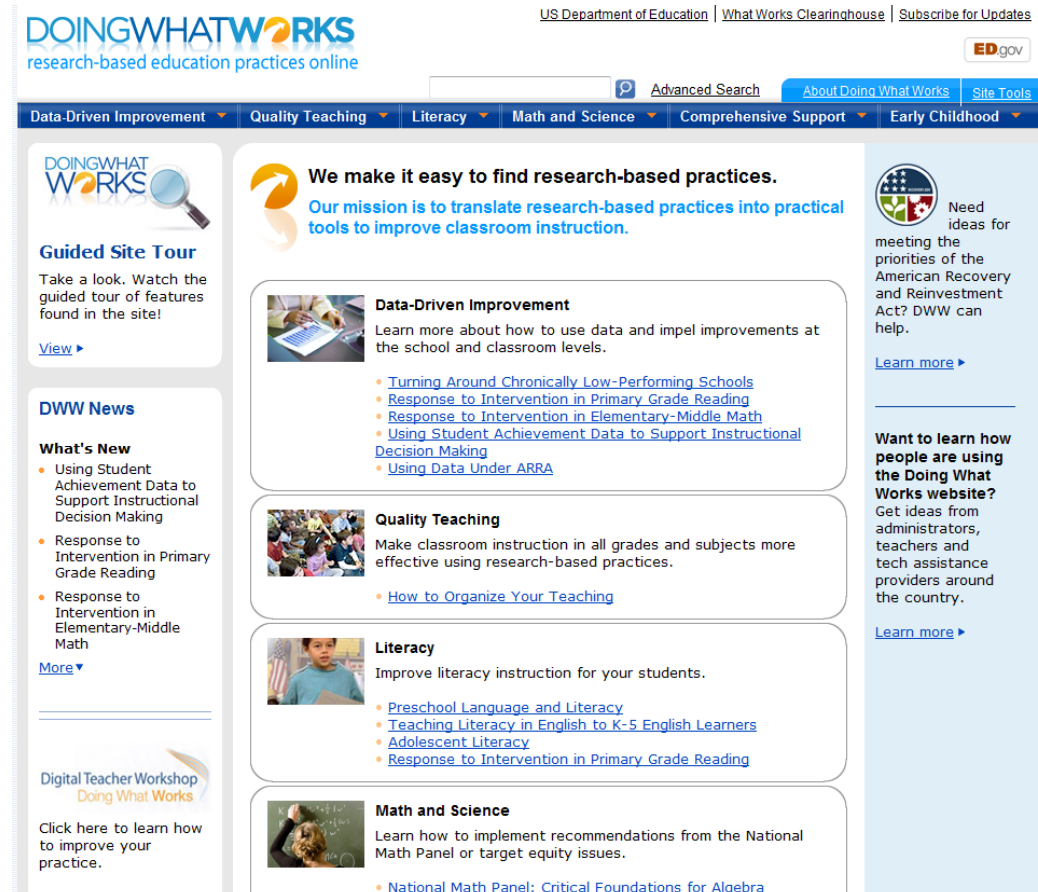 US Department of Education | What Works Clearinghouse | Subscribe for Updates
DOINGWHATWORKS
research-based education practices online
ED.gov
Advanced Search
About Doing What Works
Site Tools
Data-Driven Improvement
Quality Teaching
Literacy
Math and Science
Comprehensive Support
Early Childhood
DOINGWHAT
WORKS
Guided Site Tour
Take a look. Watch the
guided tour of features
found in the site!
View
DWW News
What's New
Using Student
Achievement Data to
Support Instructional
Decision Making
Response to
Intervention in Primary
Grade Reading
Response to
Intervention in
Elementary-Middle
Math
More
Digital Teacher Workshop
Doing What Works
Click here to learn how
to improve your
practice.
We make it easy to find research-based practices.
Our mission is to translate research-based practices into practical
tools to improve classroom instruction.
Data-Driven Improvement
Learn more about how to use data and impel improvements at
the school and classroom levels.
• Turning Around Chronically Low-Performing Schools
• Response to Intervention in Primary Grade Reading
• Response to Intervention in Elementary-Middle Math
• Using Student Achievement Data to Support Instructional
Decision Making
• Using Data Under ARRA
Quality Teaching
Make classroom instruction in all grades and subjects more
effective using research-based practices.
• How to Organize Your Teaching
Literacy
Improve literacy instruction for your students.
• Preschool Language and Literacy
• Teaching Literacy in English to K-5 English Learners
• Adolescent Literacy
• Response to Intervention in Primary Grade Reading
Math and Science
Learn how to implement recommendations from the National
Math Panel or target equity issues.
• National Math Panel: Critical Foundations for Algebra
Need
ideas for
meeting the
priorities of the
American Recovery
and Reinvestment
Act? DWW can
help.
Learn more
Want to learn how
people are using
the Doing What
Works website?
Get ideas from
administrators,
teachers and
tech assistance
providers around
the country.
Learn more